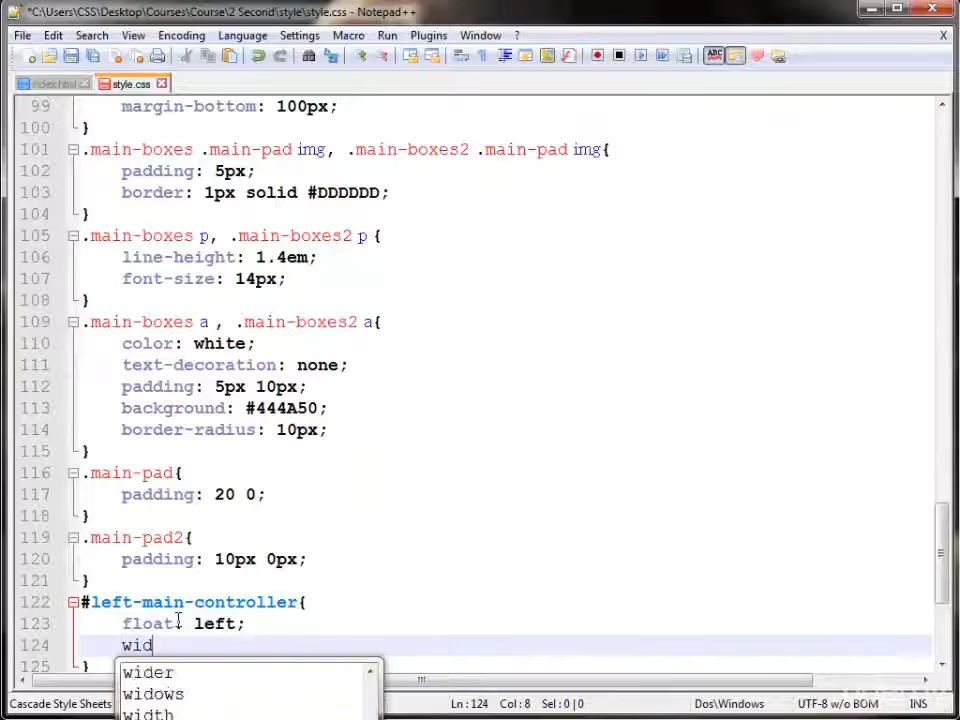 *C:\Users\CSS\Desktop\Courses\Course\2 Second\style\style.css - Notepad++
File Edit Search View Encoding Language Settings Macro Run Plugins Window ? X
index.html style.css
99 margin-bottom: 100px;
100 }
101 .main-boxes .main-pad img, .main-boxes2 .main-pad img{
102 padding: 5px;
103 border: 1px solid #DDDDDD;
104 }
105 .main-boxes p, .main-boxes2 p {
106 line-height: 1.4em;
107 font-size: 14px;
108 }
109 .main-boxes a , .main-boxes2 a{
110 color: white;
111 text-decoration: none;
112 padding: 5px 10px;
113 background: #444A50;
114 border-radius: 10px;
115 }
116 .main-pad{
117 padding: 20 0;
118 }
119 .main-pad2{
120 padding: 10px 0px;
121 }
122 #left-main-controller{
123 float: left;
124 wid
125 }
wider
widows
width
Cascade Style Sheets Ln : 124 Col : 8 Sel : 0 | 0 Dos\Windows UTF-8 w/o BOM INS